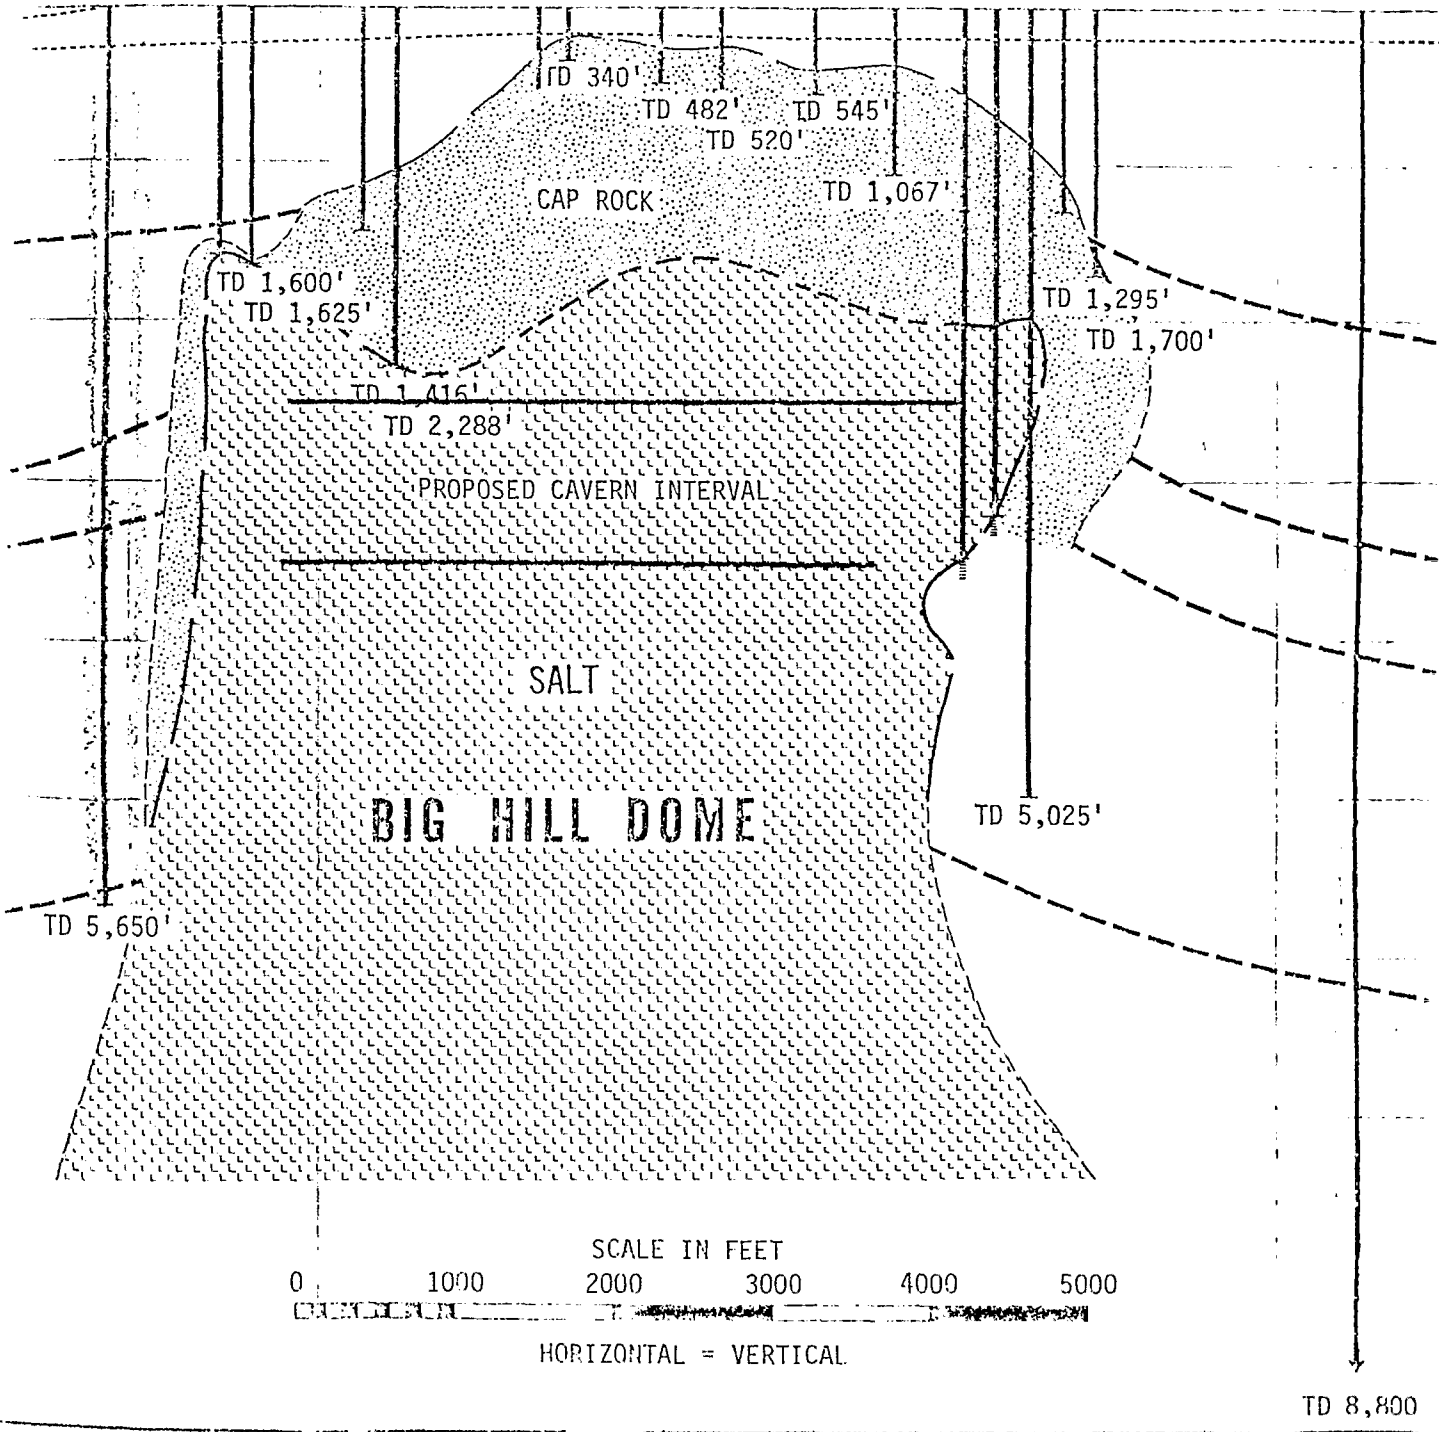 TD 340'
TD 482'
TD 545'
TD 520'
TD 1,067'
CAP ROCK
TD 1,600'
TD 1,625'
TD 1,295'
TD 1,700'
TD 1,416'
TD 2,288'
PROPOSED CAVERN INTERVAL
SALT
BIG HILL DOME
TD 5,025'
TD 5,650'
SCALE IN FEET
0 1000 2000 3000 4000 5000
HORIZONTAL = VERTICAL
TD 8,800